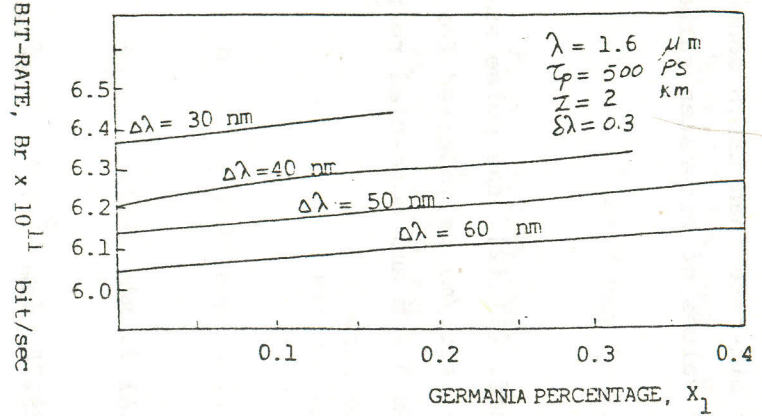 BIT-RATE, Br x 10^11 bit/sec
λ = 1.6 μm
τp = 500 PS
Z = 2 km
δλ = 0.3
6.5
6.4
6.3
6.2
6.1
6.0
Δλ = 30 nm
Δλ = 40 nm
Δλ = 50 nm
Δλ = 60 nm
0.1 0.2 0.3 0.4
GERMANIA PERCENTAGE, X1